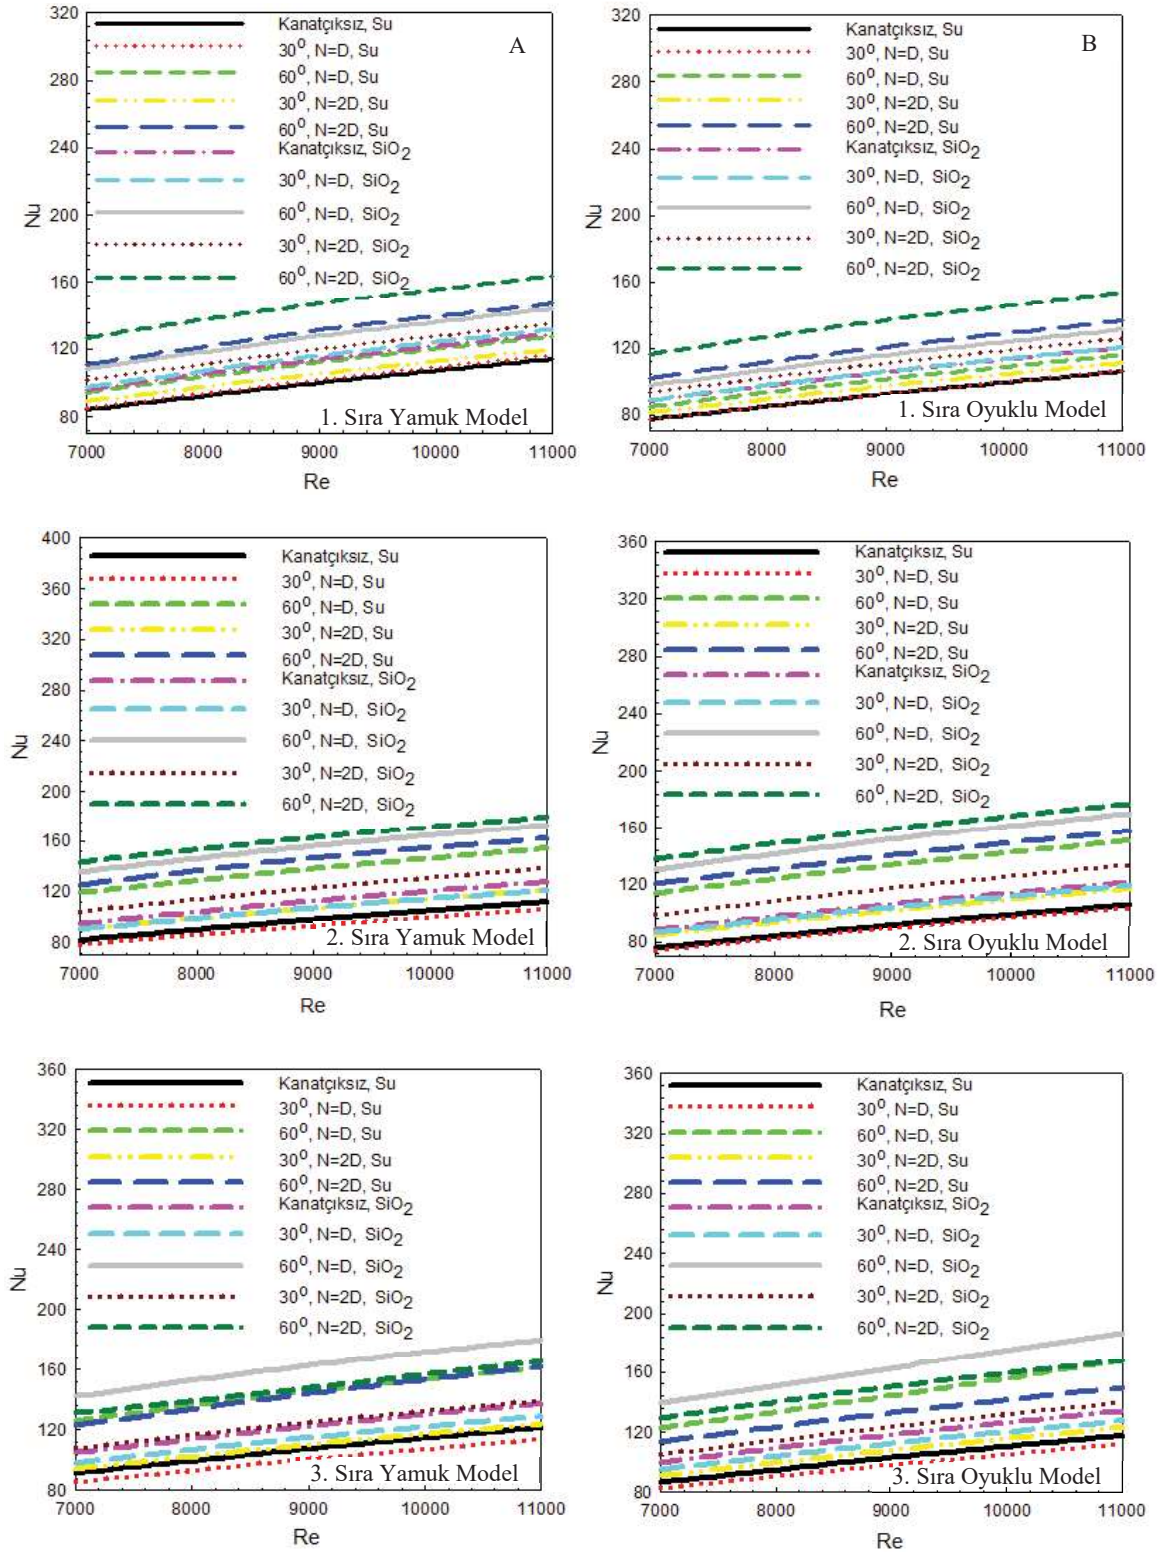 320
280
240
200
160
120
80
Nu
Kanatçıksız, Su
30⁰, N=D, Su
60⁰, N=D, Su
30⁰, N=2D, Su
60⁰, N=2D, Su
Kanatçıksız, SiO₂
30⁰, N=D, SiO₂
60⁰, N=D, SiO₂
30⁰, N=2D, SiO₂
60⁰, N=2D, SiO₂
A
1. Sıra Yamuk Model
7000 8000 9000 10000 11000
Re
320
280
240
200
160
120
80
Nu
Kanatçıksız, Su
30⁰, N=D, Su
60⁰, N=D, Su
30⁰, N=2D, Su
60⁰, N=2D, Su
Kanatçıksız, SiO₂
30⁰, N=D, SiO₂
60⁰, N=D, SiO₂
30⁰, N=2D, SiO₂
60⁰, N=2D, SiO₂
B
1. Sıra Oyuklu Model
7000 8000 9000 10000 11000
Re
400
360
320
280
240
200
160
120
80
Nu
Kanatçıksız, Su
30⁰, N=D, Su
60⁰, N=D, Su
30⁰, N=2D, Su
60⁰, N=2D, Su
Kanatçıksız, SiO₂
30⁰, N=D, SiO₂
60⁰, N=D, SiO₂
30⁰, N=2D, SiO₂
60⁰, N=2D, SiO₂
2. Sıra Yamuk Model
7000 8000 9000 10000 11000
Re
360
320
280
240
200
160
120
80
Nu
Kanatçıksız, Su
30⁰, N=D, Su
60⁰, N=D, Su
30⁰, N=2D, Su
60⁰, N=2D, Su
Kanatçıksız, SiO₂
30⁰, N=D, SiO₂
60⁰, N=D, SiO₂
30⁰, N=2D, SiO₂
60⁰, N=2D, SiO₂
2. Sıra Oyuklu Model
7000 8000 9000 10000 11000
Re
360
320
280
240
200
160
120
80
Nu
Kanatçıksız, Su
30⁰, N=D, Su
60⁰, N=D, Su
30⁰, N=2D, Su
60⁰, N=2D, Su
Kanatçıksız, SiO₂
30⁰, N=D, SiO₂
60⁰, N=D, SiO₂
30⁰, N=2D, SiO₂
60⁰, N=2D, SiO₂
3. Sıra Yamuk Model
7000 8000 9000 10000 11000
Re
360
320
280
240
200
160
120
80
Nu
Kanatçıksız, Su
30⁰, N=D, Su
60⁰, N=D, Su
30⁰, N=2D, Su
60⁰, N=2D, Su
Kanatçıksız, SiO₂
30⁰, N=D, SiO₂
60⁰, N=D, SiO₂
30⁰, N=2D, SiO₂
60⁰, N=2D, SiO₂
3. Sıra Oyuklu Model
7000 8000 9000 10000 11000
Re